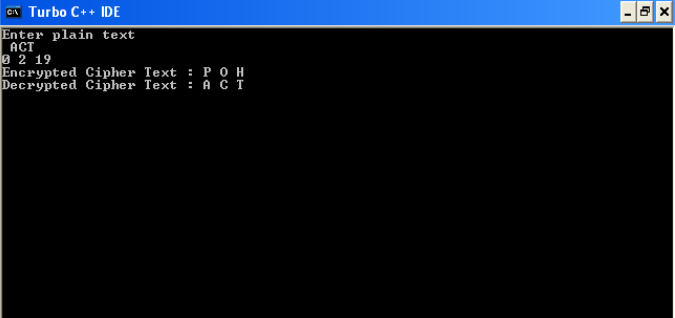 Turbo C++ IDE
Enter plain text
ACT
0 2 19
Encrypted Cipher Text : P O H
Decrypted Cipher Text : A C T